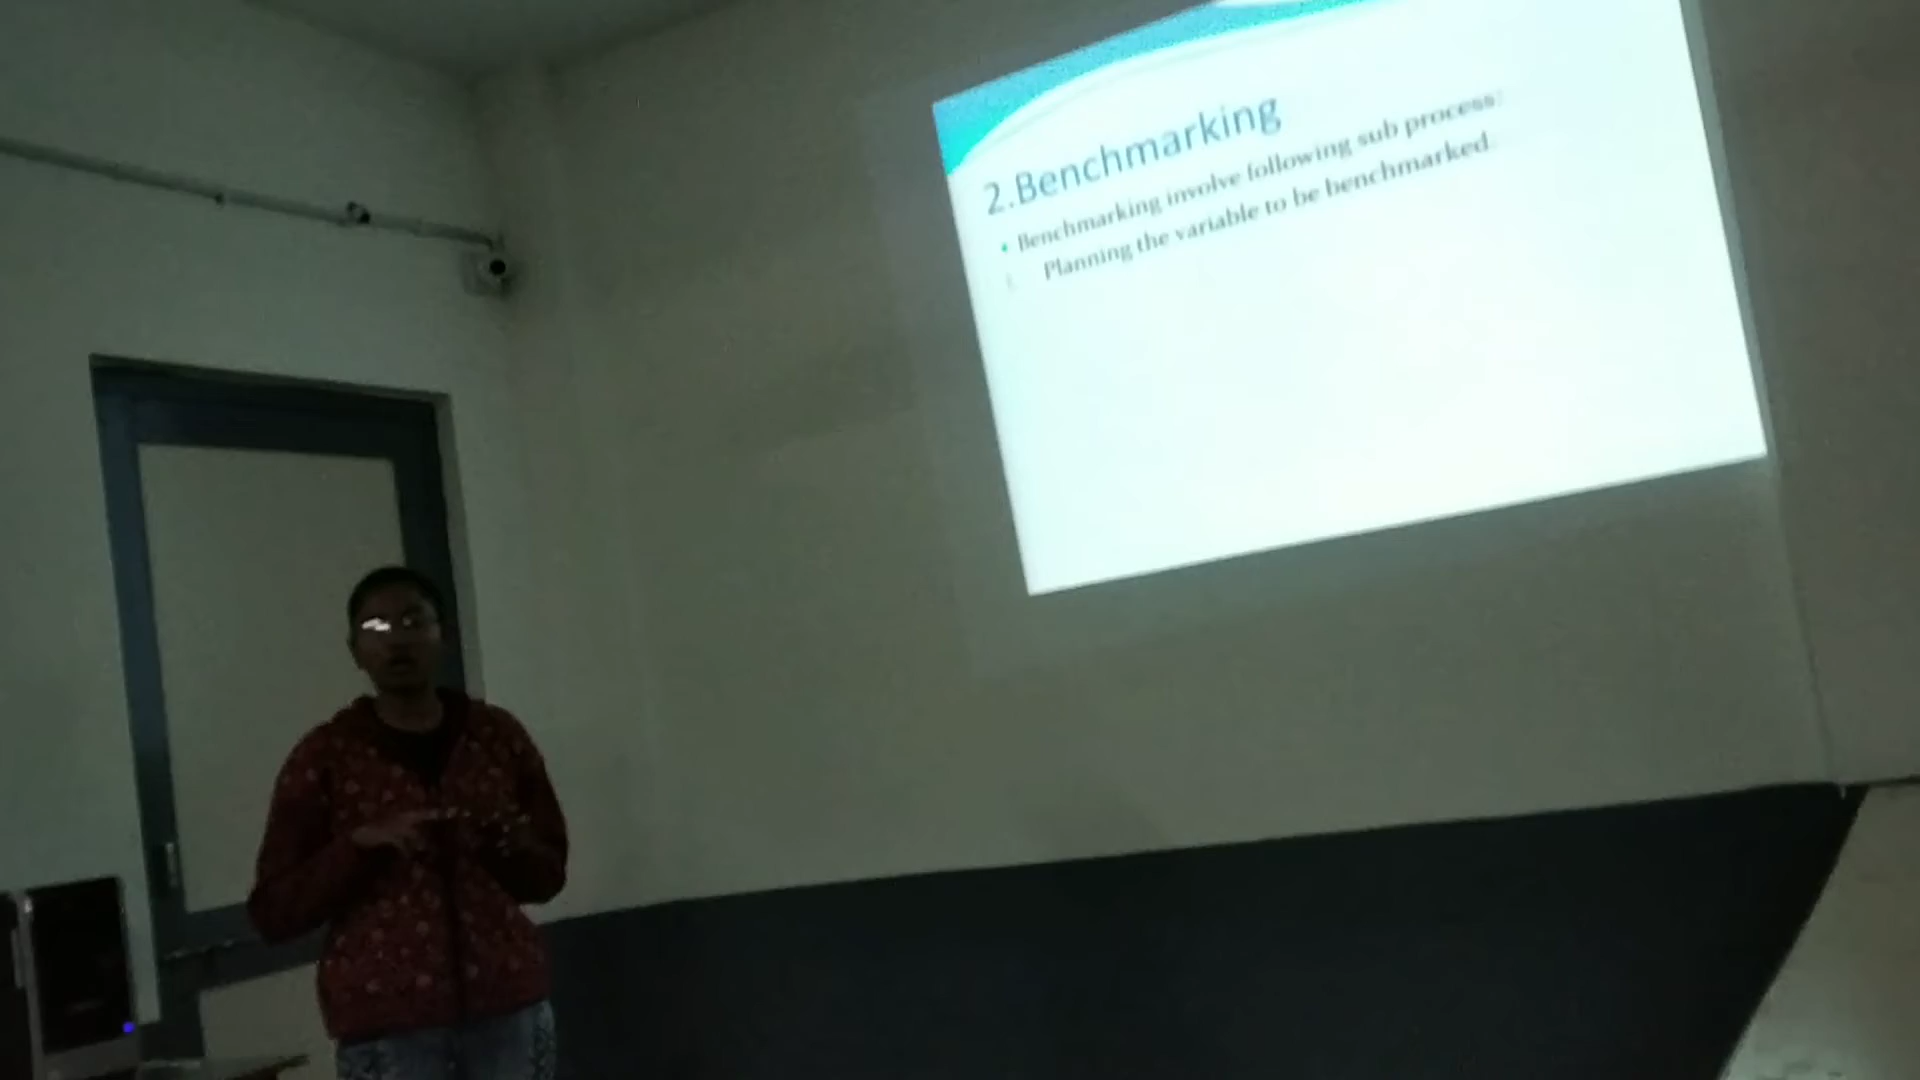 2.Benchmarking
• Benchmarking involve following sub process:
i. Planning the variable to be benchmarked.